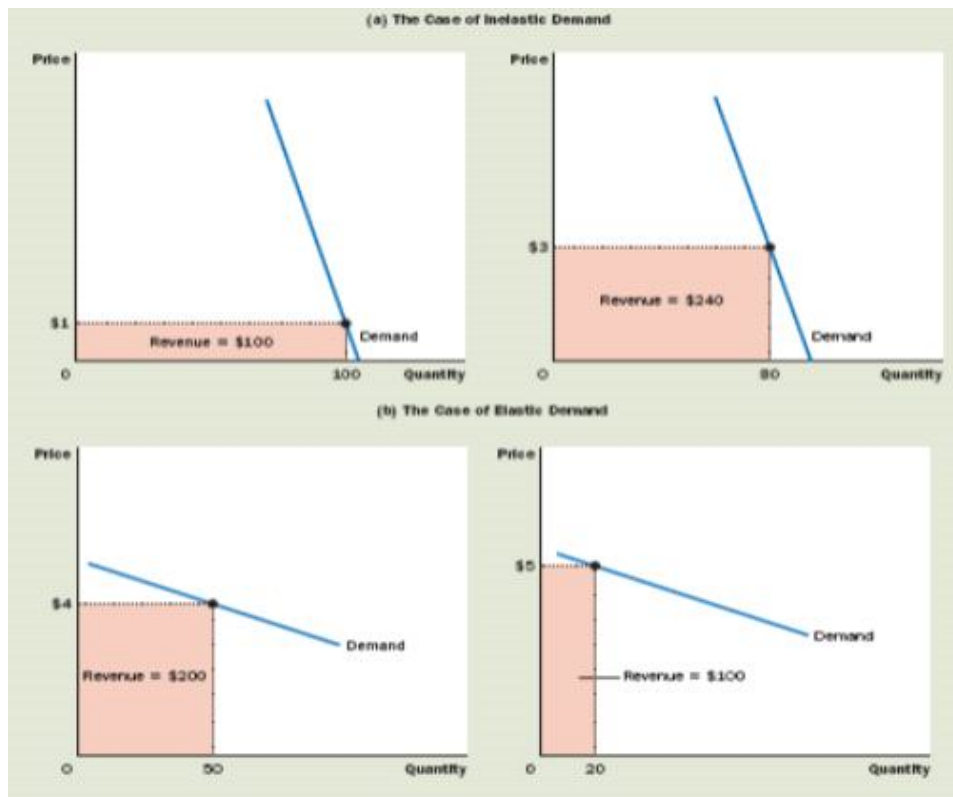 (a) The Case of Inelastic Demand
Price
$1
Revenue = $100
Demand
0
100
Quantity
Price
$3
Revenue = $240
Demand
0
80
Quantity
(b) The Case of Elastic Demand
Price
$4
Revenue = $200
Demand
0
50
Quantity
Price
$5
Demand
Revenue = $100
0
20
Quantity